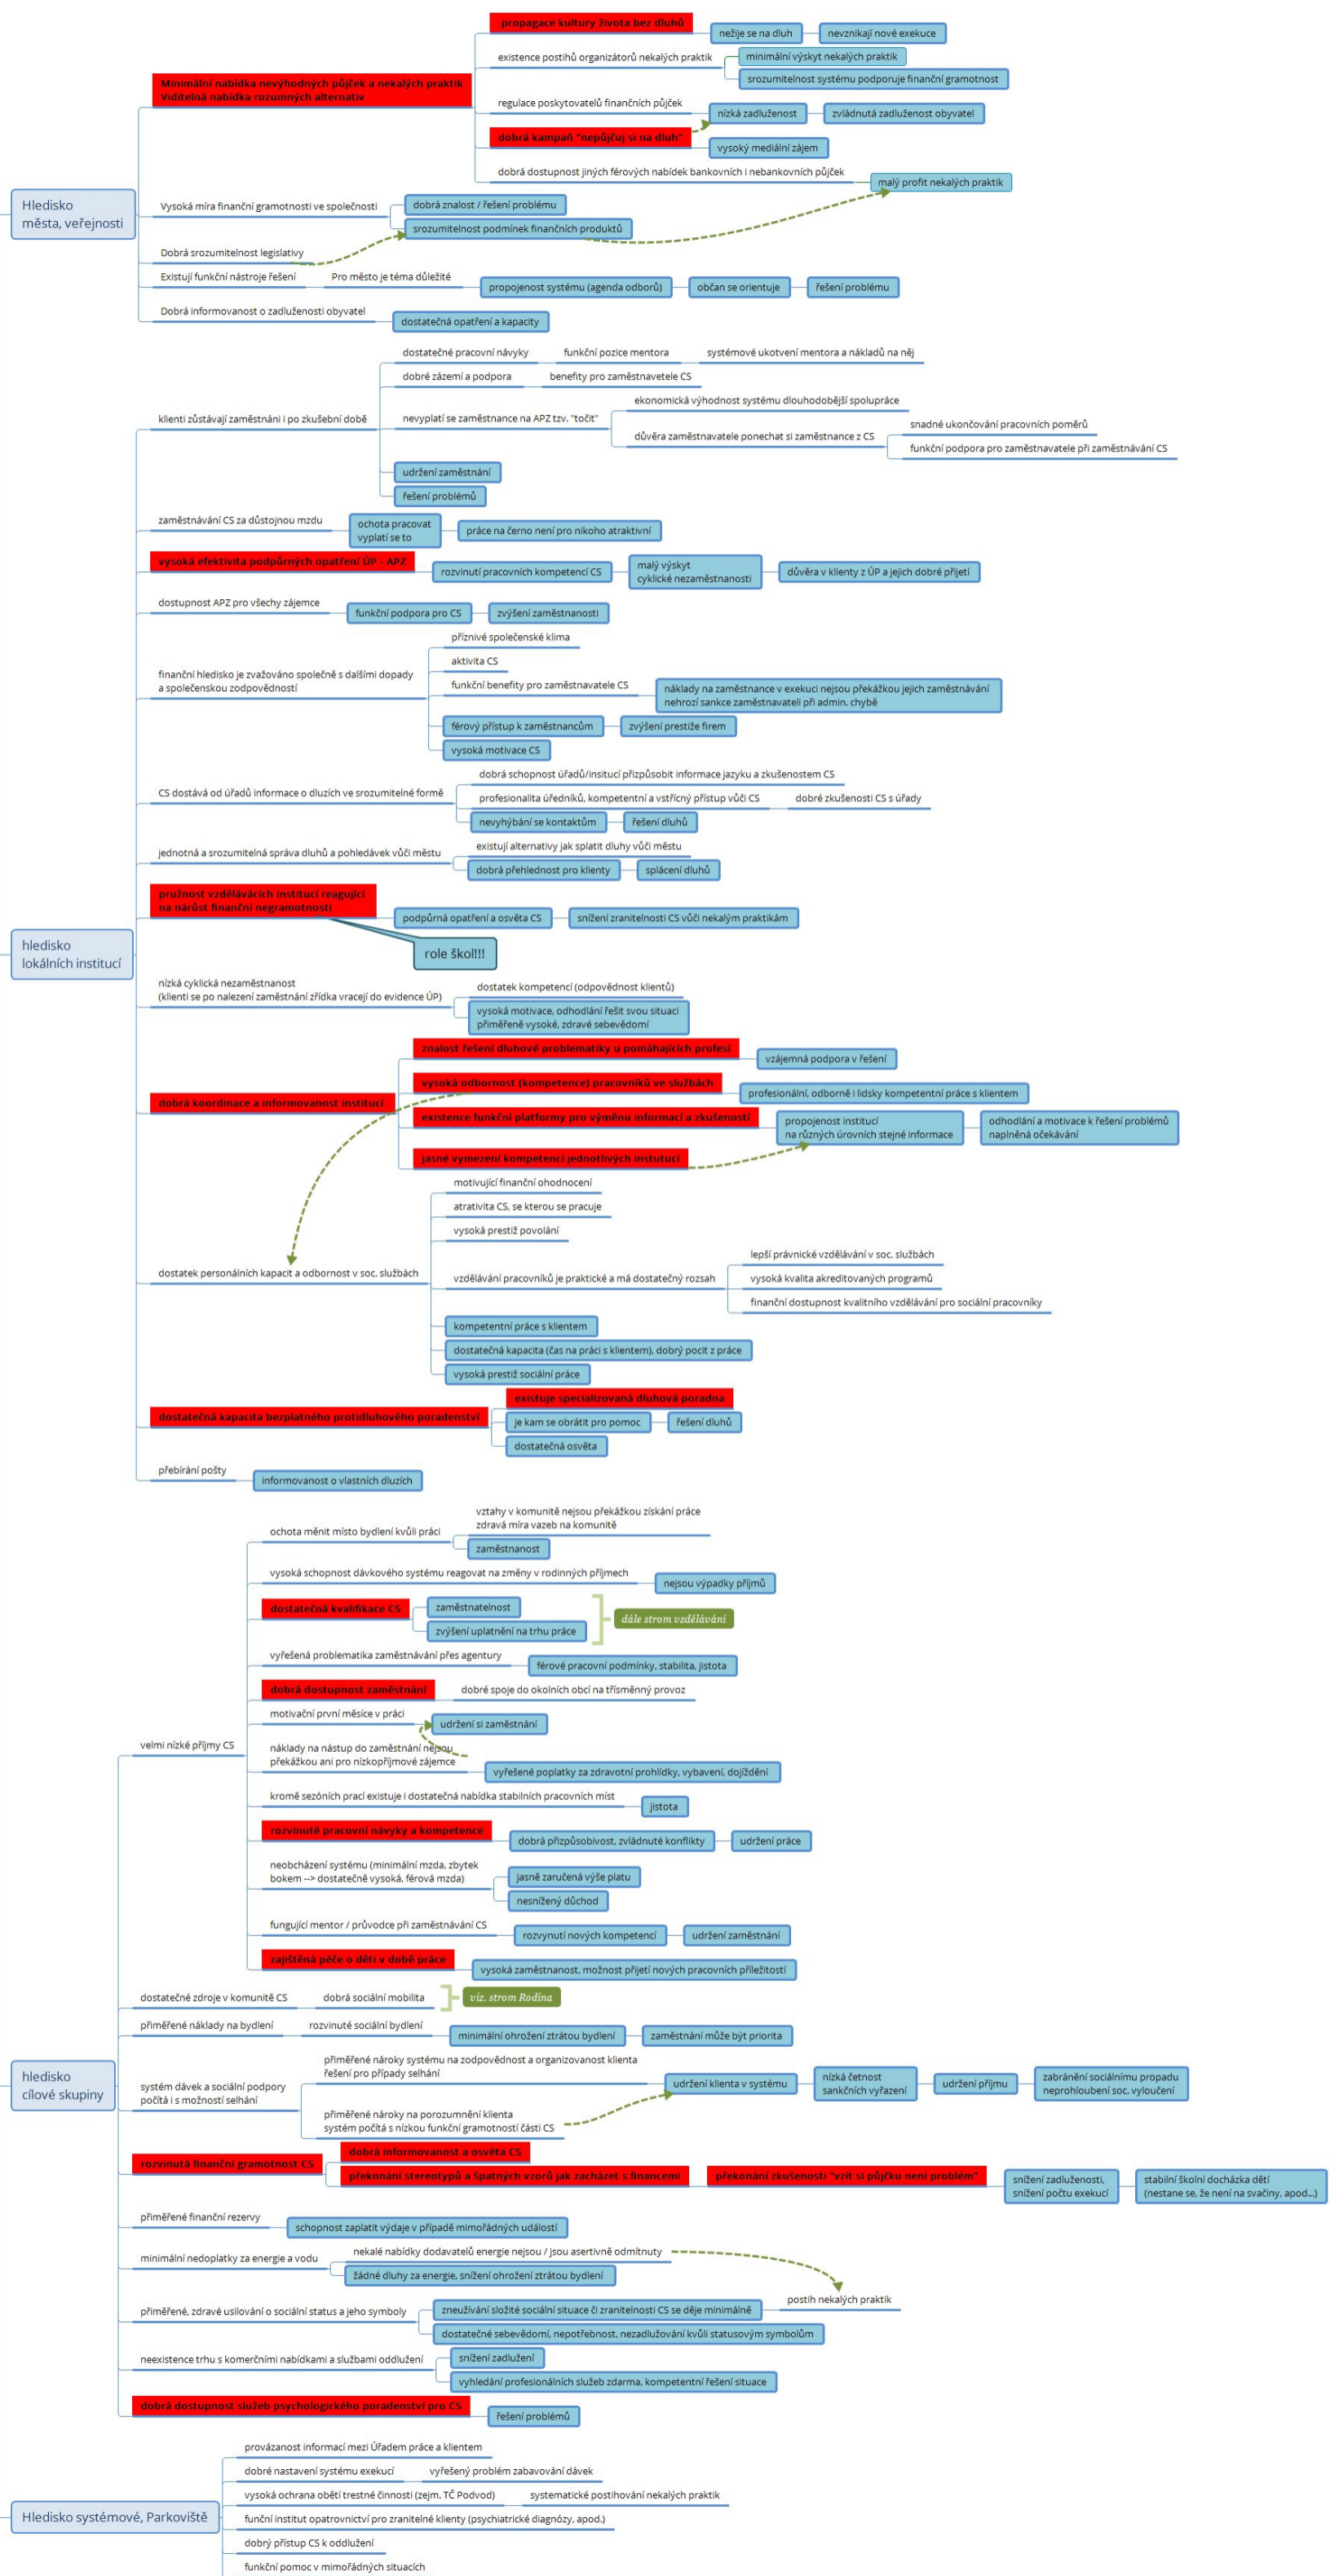 propagace kultury života bez dluhů
nežije se na dluh
nevznikají nové exekuce
existence postihů organizátorů nekalých praktik
minimální výskyt nekalých praktik
srozumitelnost systému podporuje finanční gramotnost
Minimální nabídka nevýhodných půjček a nekalých praktik
Viditelná nabídka rozumných alternativ
regulace poskytovatelů finančních půjček
nízká zadluženost
zvládnutá zadluženost obyvatel
dobrá kampaň "nepůjčuj si na dluh"
vysoký mediální zájem
dobrá dostupnost jiných férových nabídek bankovních i nebankovních půjček
malý profit nekalých praktik
Hledisko
města, veřejnosti
Vysoká míra finanční gramotnosti ve společnosti
dobrá znalost / řešení problému
srozumitelnost podmínek finančních produktů
Dobrá srozumitelnost legislativy
Existují funkční nástroje řešení
Pro město je téma důležité
propojenost systému (agenda odborů)
občan se orientuje
řešení problému
Dobrá informovanost o zadluženosti obyvatel
dostatečná opatření a kapacity
dostatečné pracovní návyky
funkční pozice mentora
systémové ukotvení mentora a nákladů na něj
dobré zázemí a podpora
benefity pro zaměstnavetele CS
klienti zůstávají zaměstnáni i po zkušební době
nevyplatí se zaměstnance na APZ tzv. "točit"
ekonomická výhodnost systému dlouhodobější spolupráce
důvěra zaměstnavatele ponechat si zaměstnance z CS
snadné ukončování pracovních poměrů
funkční podpora pro zaměstnavatele při zaměstnávání CS
udržení zaměstnání
řešení problémů
zaměstnávání CS za důstojnou mzdu
ochota pracovat
vyplatí se to
práce na černo není pro nikoho atraktivní
vysoká efektivita podpůrných opatření ÚP - APZ
rozvinutí pracovních kompetencí CS
malý výskyt
cyklické nezaměstnanosti
důvěra v klienty z ÚP a jejich dobré přijetí
dostupnost APZ pro všechy zájemce
funkční podpora pro CS
zvýšení zaměstnanosti
finanční hledisko je zvažováno společně s dalšími dopady
a společenskou zodpovědností
příznivé společenské klima
aktivita CS
funkční benefity pro zaměstnavatele CS
náklady na zaměstnance v exekuci nejsou překážkou jejich zaměstnávání
nehrozí sankce zaměstnavateli při admin. chybě
férový přístup k zaměstnancům
zvýšení prestiže firem
vysoká motivace CS
CS dostává od úřadů informace o dluzích ve srozumitelné formě
dobrá schopnost úřadů/insitucí přizpůsobit informace jazyku a zkušenostem CS
profesionalita úředníků, kompetentní a vstřícný přístup vůči CS
dobré zkušenosti CS s úřady
nevyhýbání se kontaktům
řešení dluhů
jednotná a srozumitelná správa dluhů a pohledávek vůči městu
existují alternativy jak splatit dluhy vůči městu
dobrá přehlednost pro klienty
splácení dluhů
pružnost vzdělávácích institucí reagující
na nárůst finanční negramotnosti
podpůrná opatření a osvěta CS
snížení zranitelnosti CS vůči nekalým praktikám
role škol!!!
hledisko
lokálních institucí
nízká cyklická nezaměstnanost
(klienti se po nalezení zaměstnání zřídka vracejí do evidence ÚP)
dostatek kompetencí (odpovědnost klientů)
vysoká motivace, odhodlání řešit svou situaci
přiměřeně vysoké, zdravé sebevědomí
znalost řešení dluhové problematiky u pomáhajících profesí
vzájemná podpora v řešení
vysoká odbornost (kompetence) pracovníků ve službách
profesionální, odborně i lidsky kompetentní práce s klientem
dobrá koordinace a informovanost institucí
existence funkční platformy pro výměnu informací a zkušeností
propojenost institucí
na různých úrovních stejné informace
odhodlání a motivace k řešení problémů
naplněná očekávání
jasné vymezení kompetencí jednotlivých instutucí
motivující finanční ohodnocení
atrativita CS, se kterou se pracuje
vysoká prestiž povolání
dostatek personálních kapacit a odbornost v soc. službách
vzdělávání pracovníků je praktické a má dostatečný rozsah
lepší právnické vzdělávání v soc. službách
vysoká kvalita akreditovaných programů
finanční dostupnost kvalitního vzdělávání pro sociální pracovníky
kompetentní práce s klientem
dostatečná kapacita (čas na práci s klientem), dobrý pocit z práce
vysoká prestiž sociální práce
dostatečná kapacita bezplatného protidluhového poradenství
existuje specializovaná dluhová poradna
je kam se obrátit pro pomoc
řešení dluhů
dostatečná osvěta
přebírání pošty
informovanost o vlastních dluzích
ochota měnit místo bydlení kvůli práci
vztahy v komunitě nejsou překážkou získání práce
zdravá míra vazeb na komunitě
zaměstnanost
vysoká schopnost dávkového systému reagovat na změny v rodinných příjmech
nejsou výpadky příjmů
dostatečná kvalifikace CS
zaměstnatelnost
zvýšení uplatnění na trhu práce
dále strom vzdělávání
vyřešená problematika zaměstnávání přes agentury
férové pracovní podmínky, stabilita, jistota
dobrá dostupnost zaměstnání
dobré spoje do okolních obcí na třísměnný provoz
motivační první měsíce v práci
udržení si zaměstnání
velmi nízké příjmy CS
náklady na nástup do zaměstnání nejsou
překážkou ani pro nízkopříjmové zájemce
vyřešené poplatky za zdravotní prohlídky, vybavení, dojíždění
kromě sezóních prací existuje i dostatečná nabídka stabilních pracovních míst
jistota
rozvinuté pracovní návyky a kompetence
dobrá přizpůsobivost, zvládnuté konflikty
udržení práce
neobcházení systému (minimální mzda, zbytek
bokem --> dostatečně vysoká, férová mzda)
jasně zaručená výše platu
nesnížený důchod
fungující mentor / průvodce při zaměstnávání CS
rozvynutí nových kompetencí
udržení zaměstnání
zajištěná péče o děti v době práce
vysoká zaměstnanost, možnost přijetí nových pracovních příležitostí
dostatečné zdroje v komunitě CS
dobrá sociální mobilita
viz. strom Rodina
přiměřené náklady na bydlení
rozvinuté sociální bydlení
minimální ohrožení ztrátou bydlení
zaměstnání může být priorita
hledisko
cílové skupiny
systém dávek a sociální podpory
počítá i s možností selhání
přiměřené nároky systému na zodpovědnost a organizovanost klienta
řešení pro případy selhání
udržení klienta v systému
nízká četnost
sankčních vyřazení
udržení příjmu
zabránění sociálnímu propadu
neprohloubení soc. vyloučení
přiměřené nároky na porozumnění klienta
systém počítá s nízkou funkční gramotností části CS
rozvinutá finanční gramotnost CS
dobrá informovanost a osvěta CS
překonání stereotypů a špatných vzorů jak zacházet s financemi
překonání zkušenosti "vzít si půjčku není problém"
snížení zadluženosti,
snížení počtu exekucí
stabilní školní docházka dětí
(nestane se, že není na svačiny, apod...)
přiměřené finanční rezervy
schopnost zaplatit výdaje v případě mimořádných událostí
minimální nedoplatky za energie a vodu
nekalé nabídky dodavatelů energie nejsou / jsou asertivně odmítnuty
žádné dluhy za energie, snížení ohrožení ztrátou bydlení
postih nekalých praktik
přiměřené, zdravé usilování o sociální status a jeho symboly
zneužívání složité sociální situace či zranitelnosti CS se děje minimálně
dostatečné sebevědomí, nepotřebnost, nezadlužování kvůli statusovým symbolům
neexistence trhu s komerčními nabídkami a službami oddlužení
snížení zadlužení
vyhledání profesionálních služeb zdarma, kompetentní řešení situace
dobrá dostupnost služeb psychologického poradenství pro CS
řešení problémů
provázanost informací mezi Úřadem práce a klientem
dobré nastavení systému exekucí
vyřešený problém zabavování dávek
vysoká ochrana obětí trestné činnosti (zejm. TČ Podvod)
systematické postihování nekalých praktik
Hledisko systémové, Parkoviště
funční institut opatrovnictví pro zranitelné klienty (psychiatrické diagnózy, apod.)
dobrý přístup CS k oddlužení
funkční pomoc v mimořádných situacích